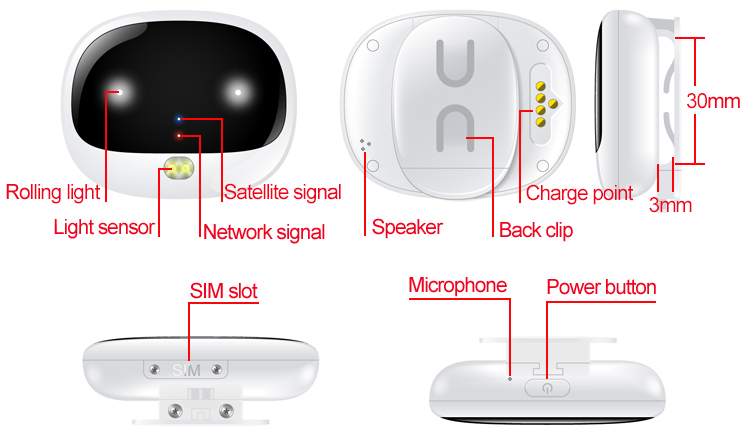 Rolling light
Light sensor
Satellite signal
Network signal
Speaker
Charge point
Back clip
30mm
3mm
SIM slot
SIM
Microphone
Power button